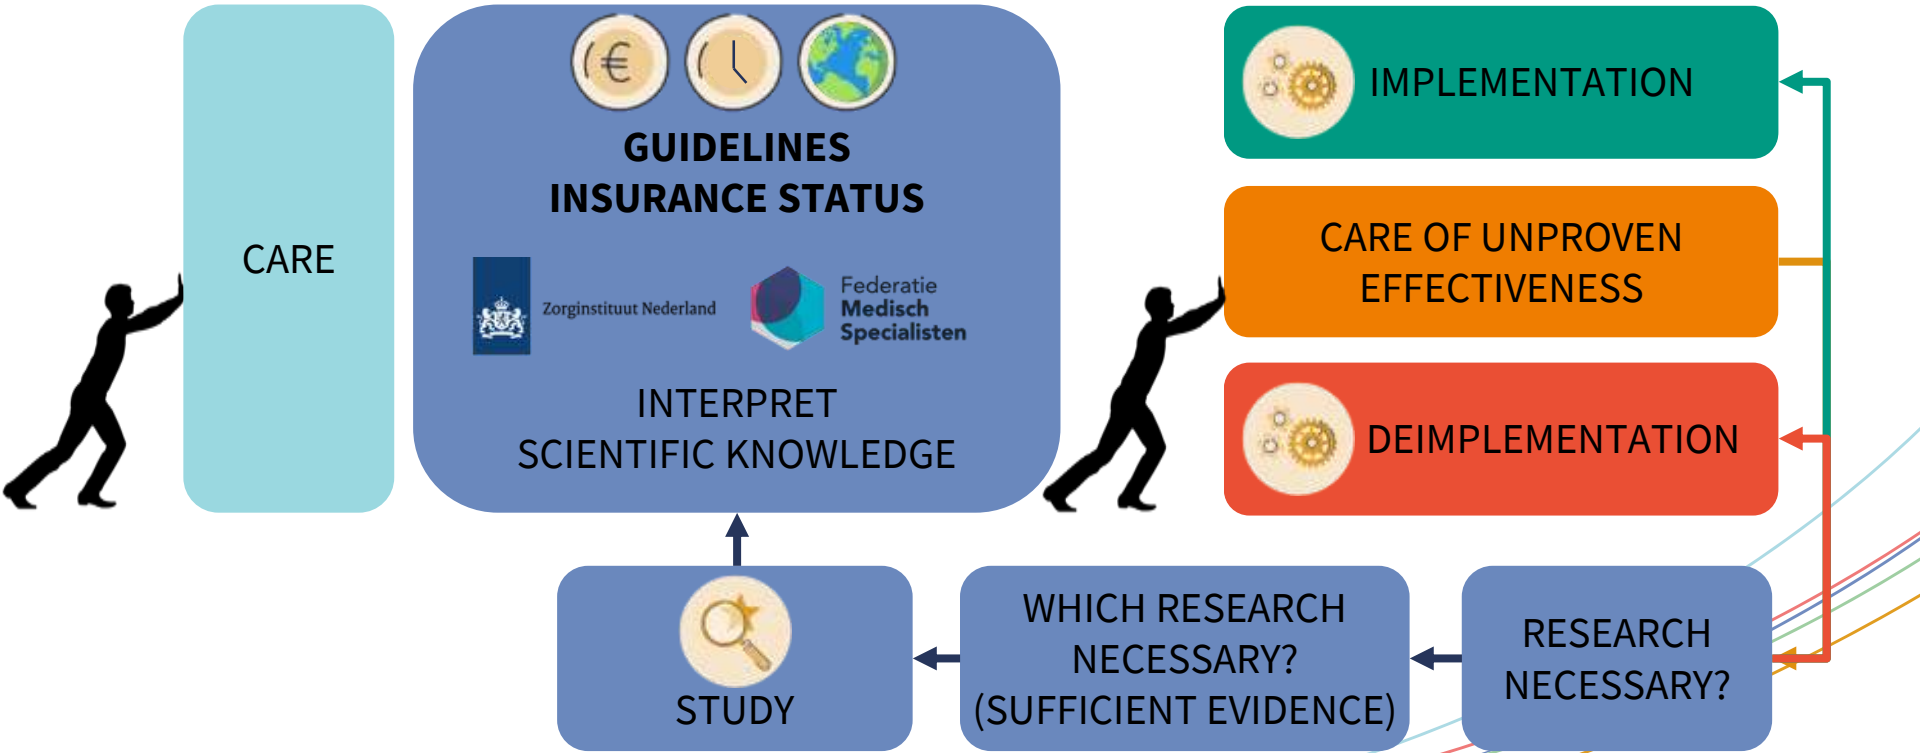 CARE
€
GUIDELINES
INSURANCE STATUS
Zorginstituut Nederland
Federatie
Medisch
Specialisten
INTERPRET
SCIENTIFIC KNOWLEDGE
IMPLEMENTATION
CARE OF UNPROVEN
EFFECTIVENESS
DEIMPLEMENTATION
STUDY
WHICH RESEARCH
NECESSARY?
(SUFFICIENT EVIDENCE)
RESEARCH
NECESSARY?